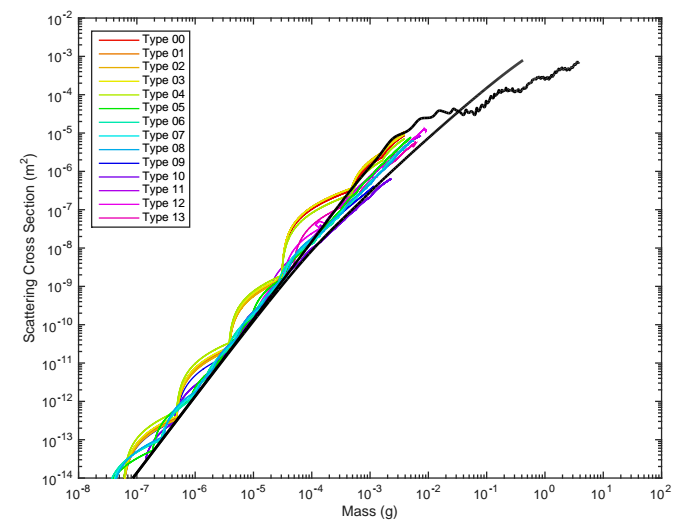 10^-2
10^-3
10^-4
10^-5
10^-6
10^-7
10^-8
10^-9
10^-10
10^-11
10^-12
10^-13
10^-14
Scattering Cross Section (m^2)
Type 00
Type 01
Type 02
Type 03
Type 04
Type 05
Type 06
Type 07
Type 08
Type 09
Type 10
Type 11
Type 12
Type 13
10^-8 10^-7 10^-6 10^-5 10^-4 10^-3 10^-2 10^-1 10^0 10^1 10^2
Mass (g)